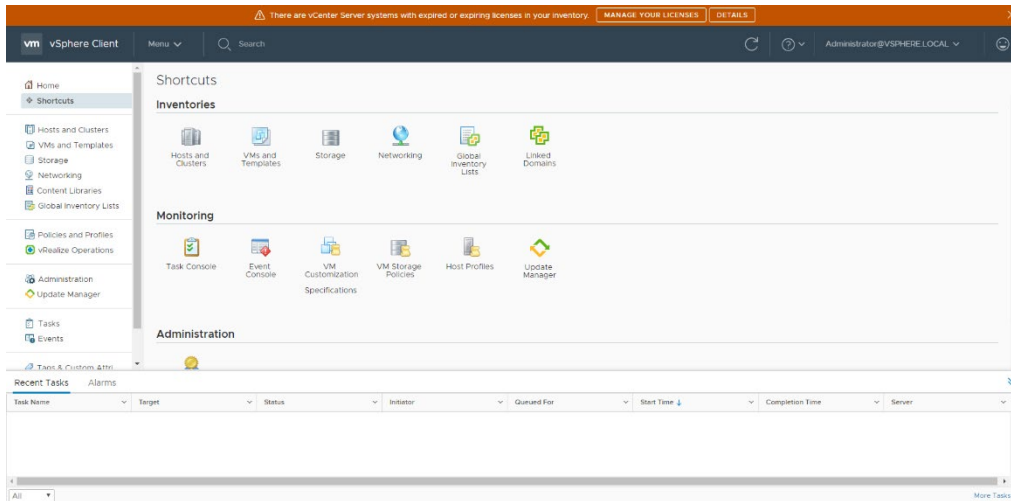 There are vCenter Server systems with expired or expiring licenses in your inventory. MANAGE YOUR LICENSES DETAILS
vm vSphere Client Menu Search Administrator@VSPHERE.LOCAL
Home
Shortcuts
Hosts and Clusters
VMs and Templates
Storage
Networking
Content Libraries
Global Inventory Lists
Policies and Profiles
vRealize Operations
Administration
Update Manager
Tasks
Events
Tags & Custom Attri
Shortcuts
Inventories
Hosts and
Clusters
VMs and
Templates
Storage
Networking
Global
Inventory
Lists
Linked
Domains
Monitoring
Task Console
Event
Console
VM
Customization
Specifications
VM Storage
Policies
Host Profiles
Update
Manager
Administration
Recent Tasks Alarms
Task Name Target Status Initiator Queued For Start Time Completion Time Server
All More Tasks